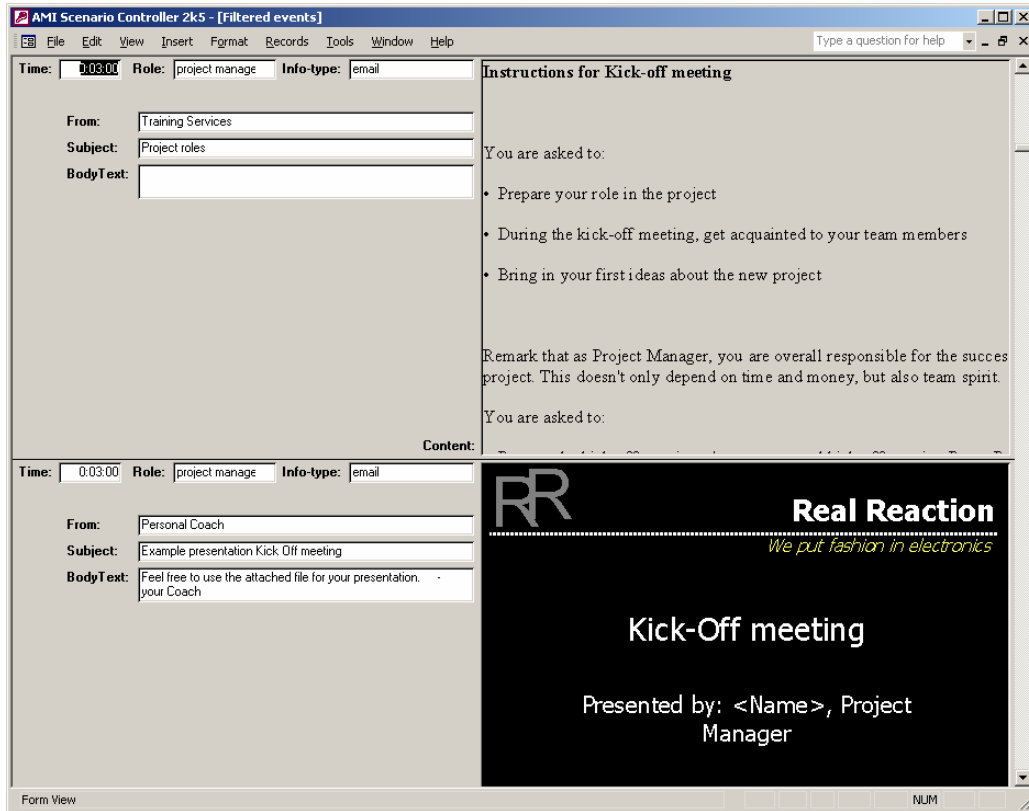 AMI Scenario Controller 2k5 - [Filtered events]
File Edit View Insert Format Records Tools Window Help Type a question for help
Time: 0:03:00 Role: project manage Info-type: email
From: Training Services
Subject: Project roles
BodyText:
Content:
Instructions for Kick-off meeting
You are asked to:
• Prepare your role in the project
• During the kick-off meeting, get acquainted to your team members
• Bring in your first ideas about the new project
Remark that as Project Manager, you are overall responsible for the succes
project. This doesn't only depend on time and money, but also team spirit.
You are asked to:
Time: 0:03:00 Role: project manage Info-type: email
From: Personal Coach
Subject: Example presentation Kick Off meeting
BodyText: Feel free to use the attached file for your presentation. -
your Coach
RR
Real Reaction
We put fashion in electronics
Kick-Off meeting
Presented by: <Name>, Project
Manager
Form View NUM